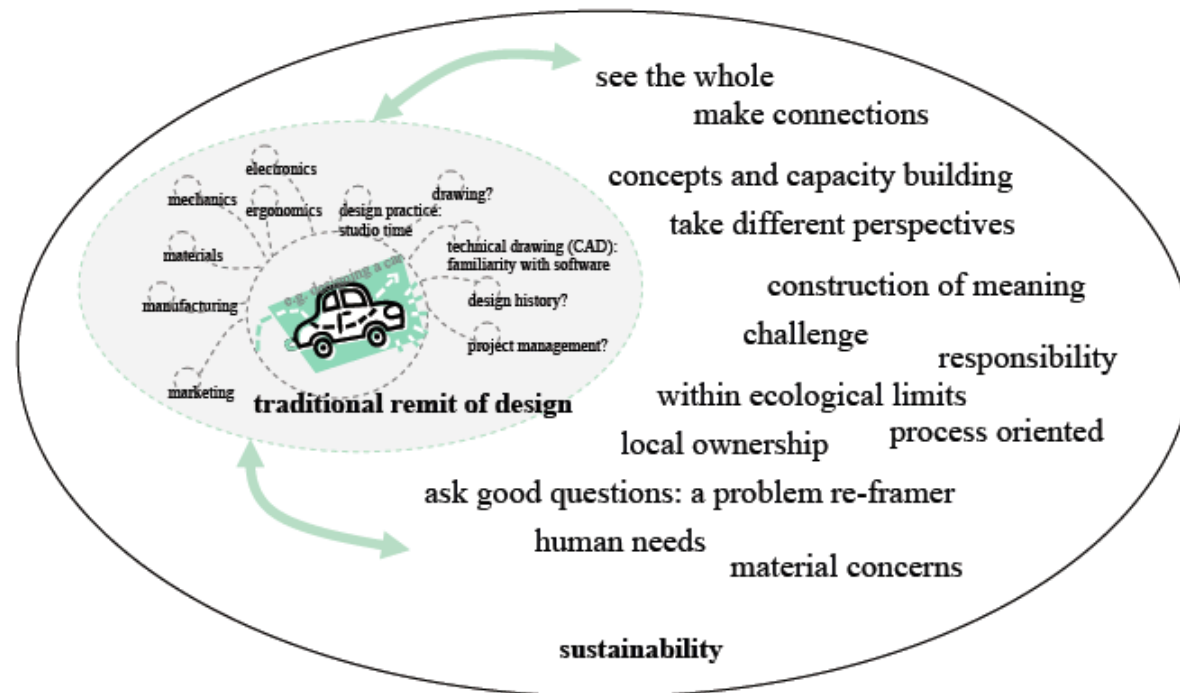 see the whole
make connections
concepts and capacity building
take different perspectives
construction of meaning
challenge
responsibility
within ecological limits
process oriented
local ownership
ask good questions: a problem re-framer
human needs
material concerns
sustainability
electronics
mechanics
ergonomics
design practice:
studio time
drawing?
materials
technical drawing (CAD):
familiarity with software
manufacturing
design history?
project management?
marketing
e.g. designing a car
traditional remit of design